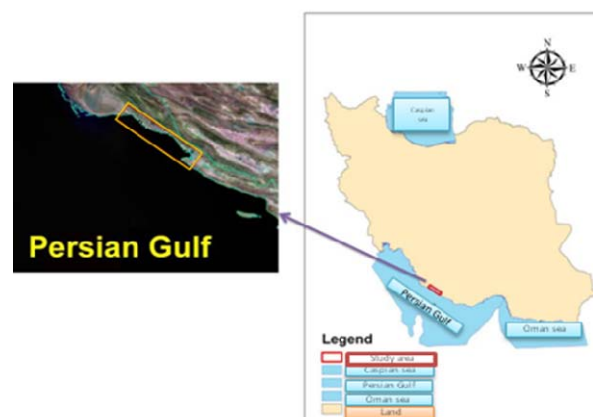 Persian Gulf
N
W
E
S
Caspian
sea
Persian Gulf
Oman sea
Legend
Study area
Caspian sea
Persian Gulf
Oman sea
Land